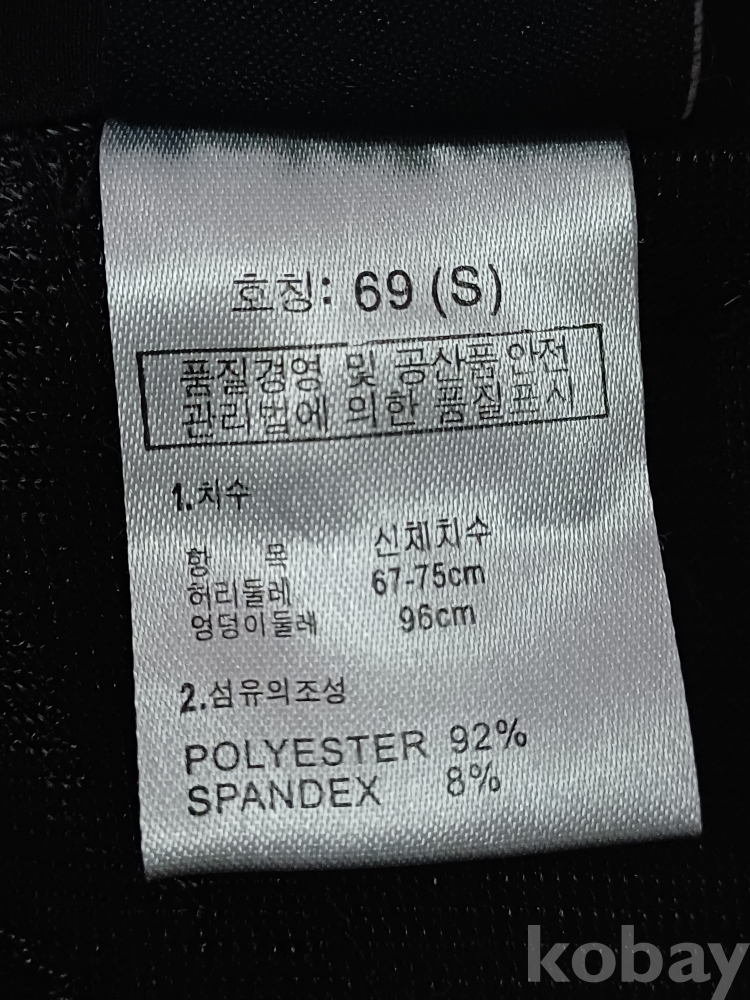 호칭: 69 (S)
품질경영 및 공산품안전
관리법에 의한 품질표시
1.치수
항 목 신체치수
허리둘레 67-75cm
엉덩이둘레 96cm
2.섬유의조성
POLYESTER 92%
SPANDEX 8%
kobay